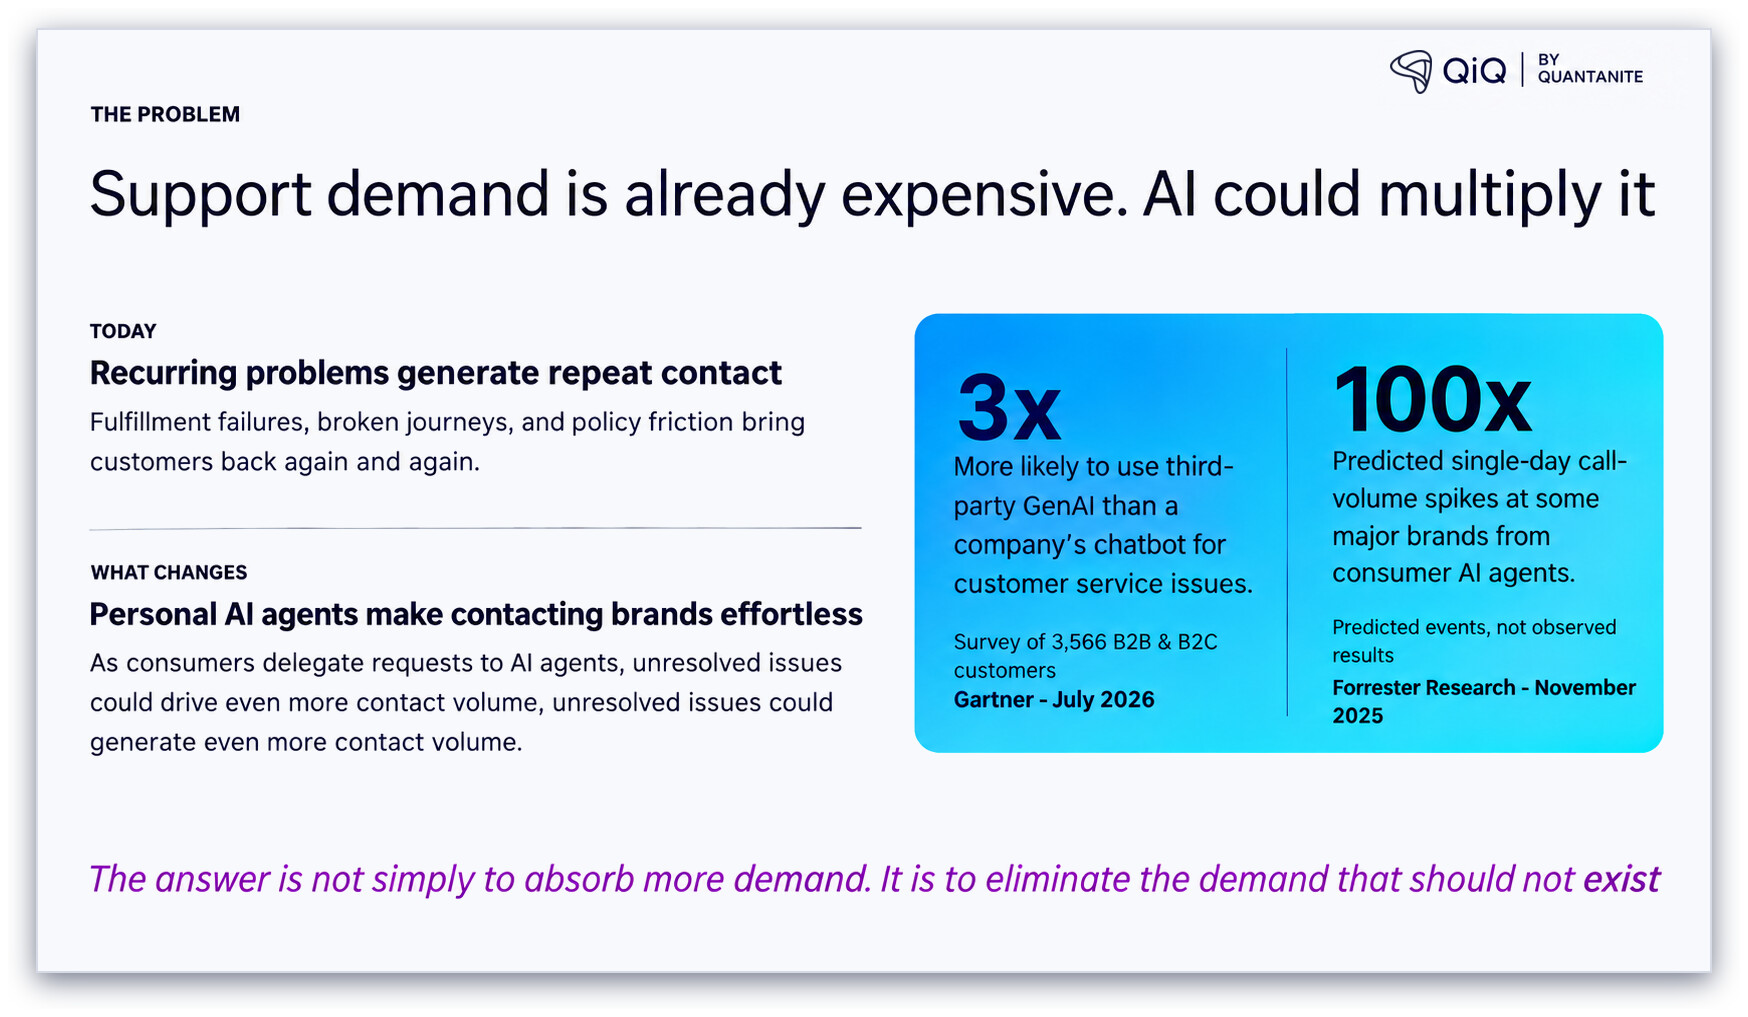 QiQ
BY
QUANTANITE
THE PROBLEM
Support demand is already expensive. AI could multiply it
TODAY
Recurring problems generate repeat contact
Fulfillment failures, broken journeys, and policy friction bring
customers back again and again.
WHAT CHANGES
Personal AI agents make contacting brands effortless
As consumers delegate requests to AI agents, unresolved issues
could drive even more contact volume, unresolved issues could
generate even more contact volume.
3x
More likely to use third-
party GenAI than a
company's chatbot for
customer service issues.
Survey of 3,566 B2B & B2C
customers
Gartner - July 2026
100x
Predicted single-day call-
volume spikes at some
major brands from
consumer AI agents.
Predicted events, not observed
results
Forrester Research - November
2025
The answer is not simply to absorb more demand. It is to eliminate the demand that should not exist